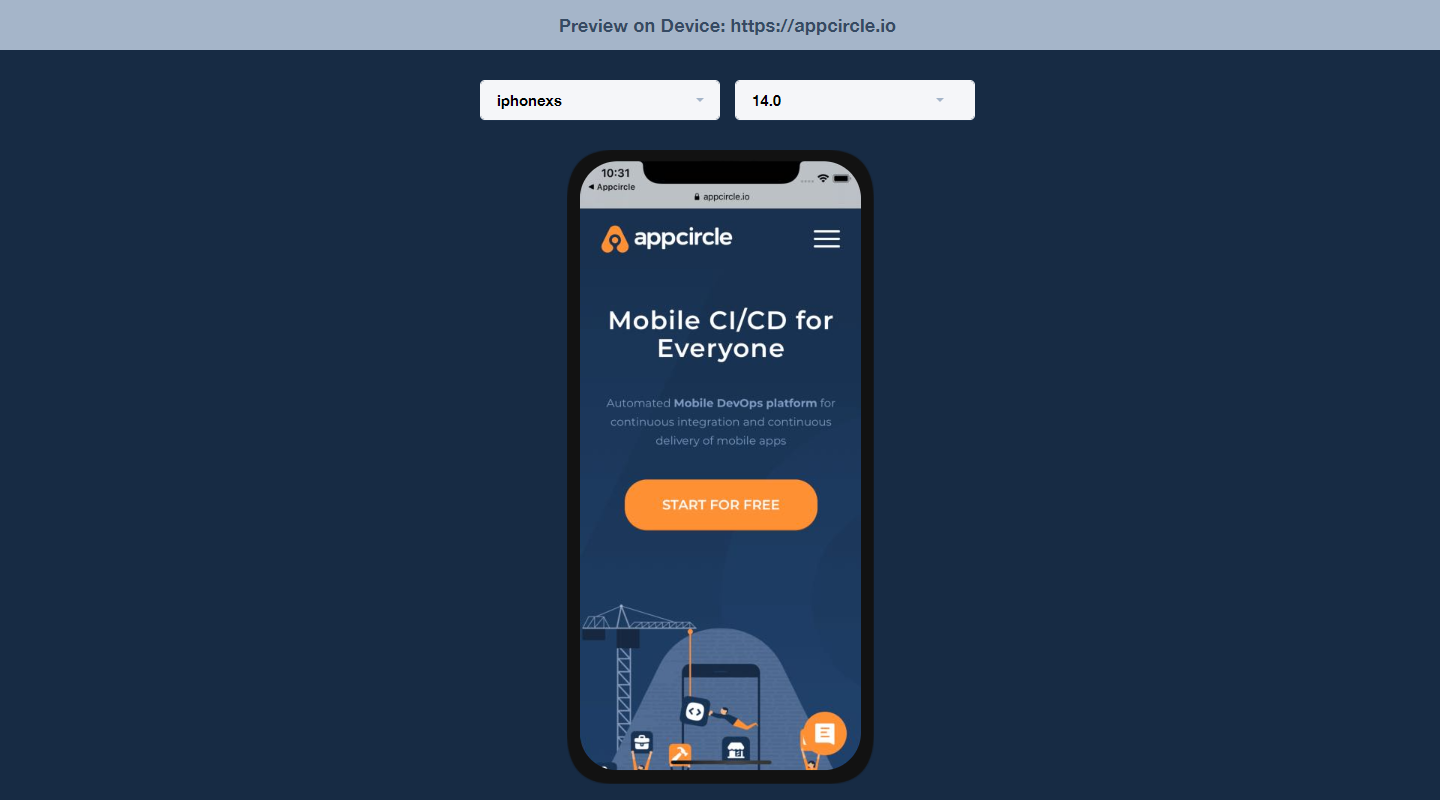 Preview on Device: https://appcircle.io
iphonexs
14.0
10:31
Appcircle
appcircle.io
appcircle
Mobile CI/CD for
Everyone
Automated Mobile DevOps platform for
continuous integration and continuous
delivery of mobile apps
START FOR FREE